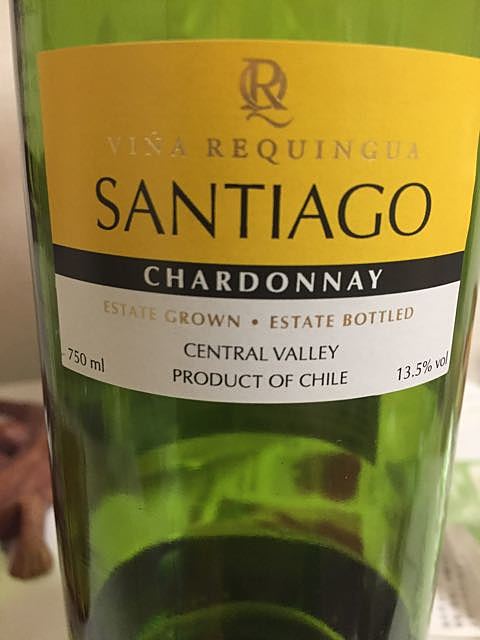 RQ
VIÑA REQUINGUA
SANTIAGO
CHARDONNAY
ESTATE GROWN • ESTATE BOTTLED
CENTRAL VALLEY
750 ml
PRODUCT OF CHILE
13.5% vol